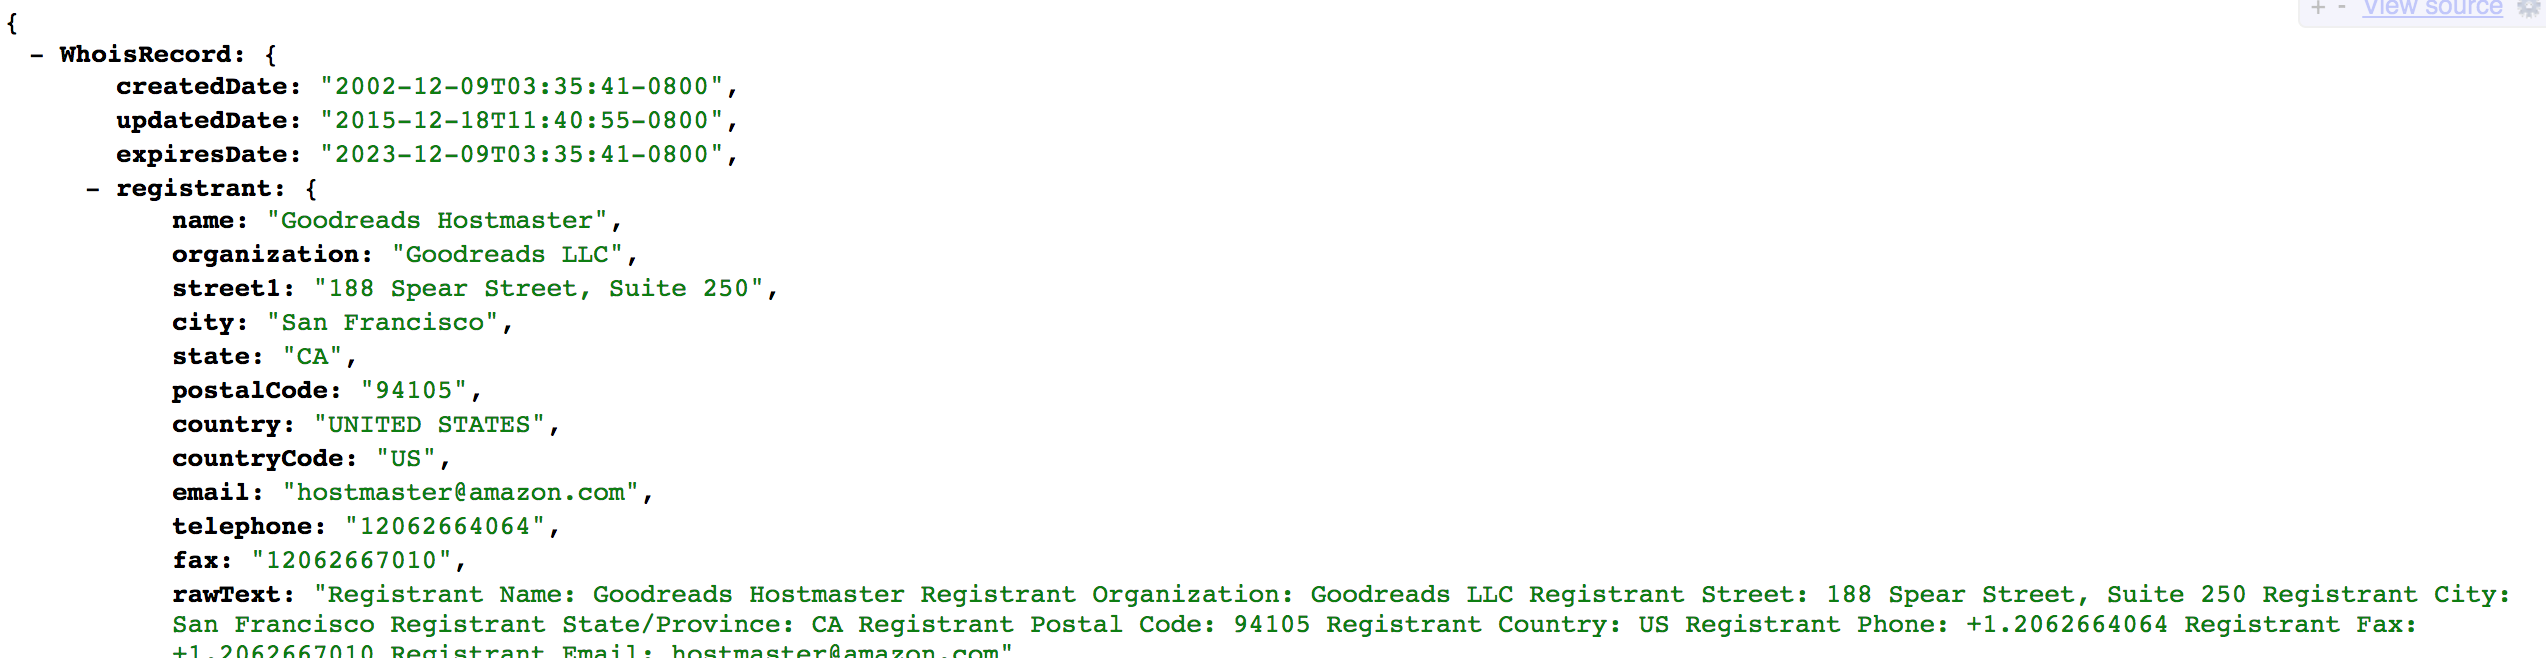 + - View source
{
- WhoisRecord: {
createdDate: "2002-12-09T03:35:41-0800",
updatedDate: "2015-12-18T11:40:55-0800",
expiresDate: "2023-12-09T03:35:41-0800",
- registrant: {
name: "Goodreads Hostmaster",
organization: "Goodreads LLC",
street1: "188 Spear Street, Suite 250",
city: "San Francisco",
state: "CA",
postalCode: "94105",
country: "UNITED STATES",
countryCode: "US",
email: "hostmaster@amazon.com",
telephone: "12062664064",
fax: "12062667010",
rawText: "Registrant Name: Goodreads Hostmaster Registrant Organization: Goodreads LLC Registrant Street: 188 Spear Street, Suite 250 Registrant City:
San Francisco Registrant State/Province: CA Registrant Postal Code: 94105 Registrant Country: US Registrant Phone: +1.2062664064 Registrant Fax:
+1.2062667010 Registrant Email: hostmaster@amazon.com"